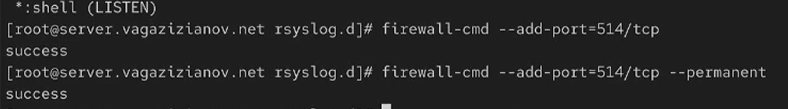 *:shell (LISTEN)
[root@server.vagazizianov.net rsyslog.d]# firewall-cmd --add-port=514/tcp
success
[root@server.vagazizianov.net rsyslog.d]# firewall-cmd --add-port=514/tcp --permanent
success